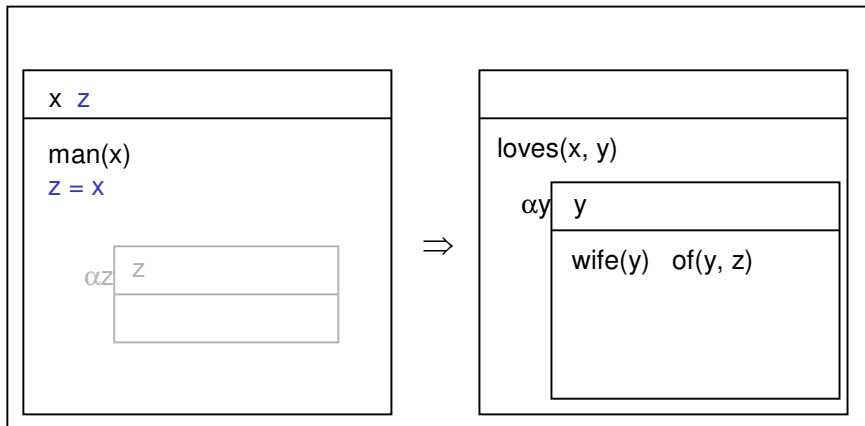 x z
man(x)
z = x
αz z
⇒
loves(x, y)
αy y
wife(y) of(y, z)